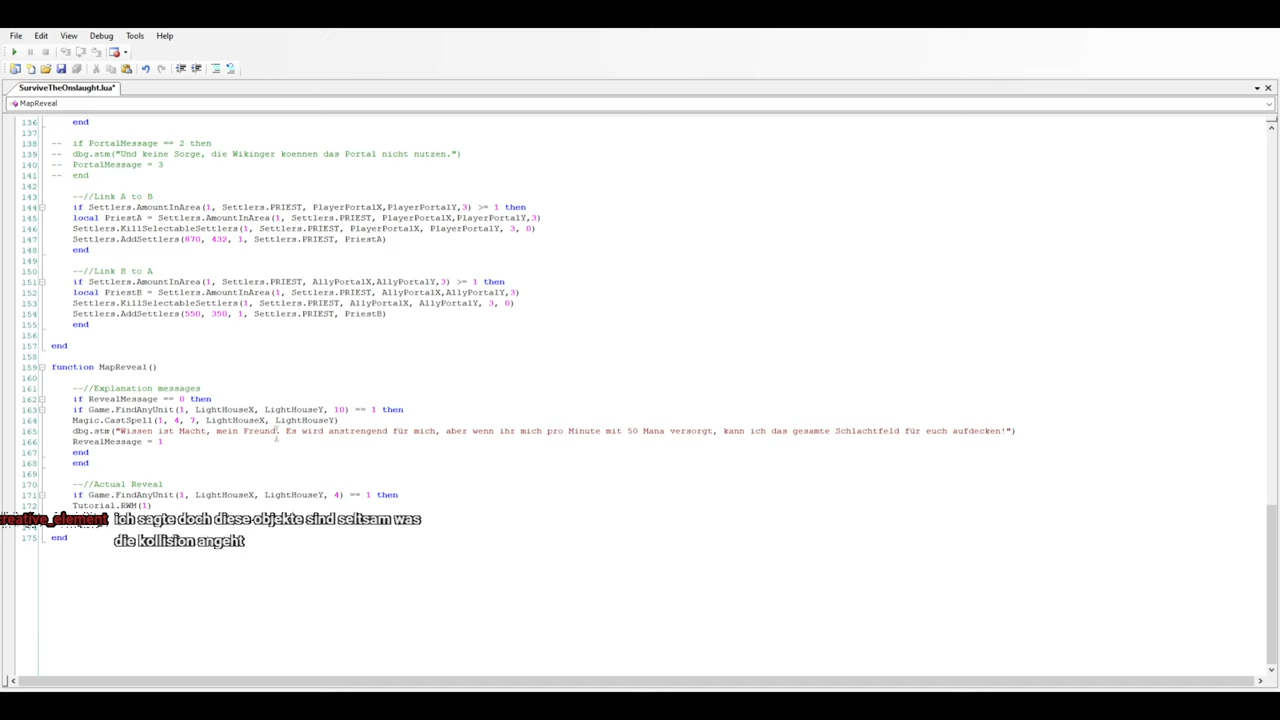 File Edit View Debug Tools Help
SurviveTheOnslaught.lua*
MapReveal
136 end
137
138 -- if PortalMessage == 2 then
139 -- dbg.stm("Und keine Sorge, die Wikinger koennen das Portal nicht nutzen.")
140 -- PortalMessage = 3
141 -- end
142
143 --//Link A to B
144 if Settlers.AmountInArea(1, Settlers.PRIEST, PlayerPortalX,PlayerPortalY,3) >= 1 then
145 local PriestA = Settlers.AmountInArea(1, Settlers.PRIEST, PlayerPortalX,PlayerPortalY,3)
146 Settlers.KillSelectableSettlers(1, Settlers.PRIEST, PlayerPortalX, PlayerPortalY, 3, 0)
147 Settlers.AddSettlers(870, 432, 1, Settlers.PRIEST, PriestA)
148 end
149
150 --//Link B to A
151 if Settlers.AmountInArea(1, Settlers.PRIEST, AllyPortalX,AllyPortalY,3) >= 1 then
152 local PriestB = Settlers.AmountInArea(1, Settlers.PRIEST, AllyPortalX,AllyPortalY,3)
153 Settlers.KillSelectableSettlers(1, Settlers.PRIEST, AllyPortalX, AllyPortalY, 3, 0)
154 Settlers.AddSettlers(550, 350, 1, Settlers.PRIEST, PriestB)
155 end
156
157 end
158
159 function MapReveal()
160
161 --//Explanation messages
162 if RevealMessage == 0 then
163 if Game.FindAnyUnit(1, LightHouseX, LightHouseY, 10) == 1 then
164 Magic.CastSpell(1, 4, 7, LightHouseX, LightHouseY)
165 dbg.stm("Wissen ist Macht, mein Freund. Es wird anstrengend für mich, aber wenn ihr mich pro Minute mit 50 Mana versorgt, kann ich das gesamte Schlachtfeld für euch aufdecken!")
166 RevealMessage = 1
167 end
168 end
169
170 --//Actual Reveal
171 if Game.FindAnyUnit(1, LightHouseX, LightHouseY, 4) == 1 then
172 Tutorial.RWM(1)
creative_element ich sagte doch diese objekte sind seltsam was
175 end
die kollision angeht